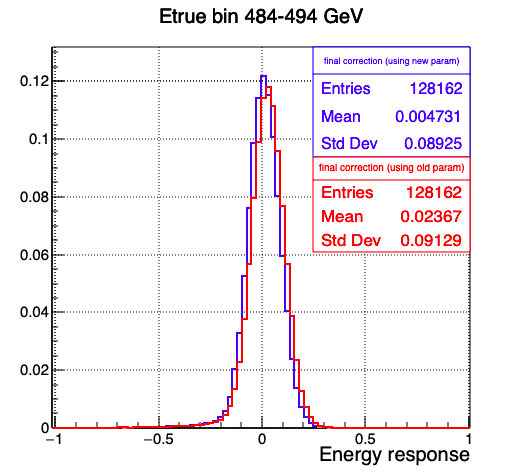 Etrue bin 484-494 GeV
final correction (using new param)
Entries 128162
Mean 0.004731
Std Dev 0.08925
final correction (using old param)
Entries 128162
Mean 0.02367
Std Dev 0.09129
0.12
0.1
0.08
0.06
0.04
0.02
0
−1 −0.5 0 0.5 1
Energy response